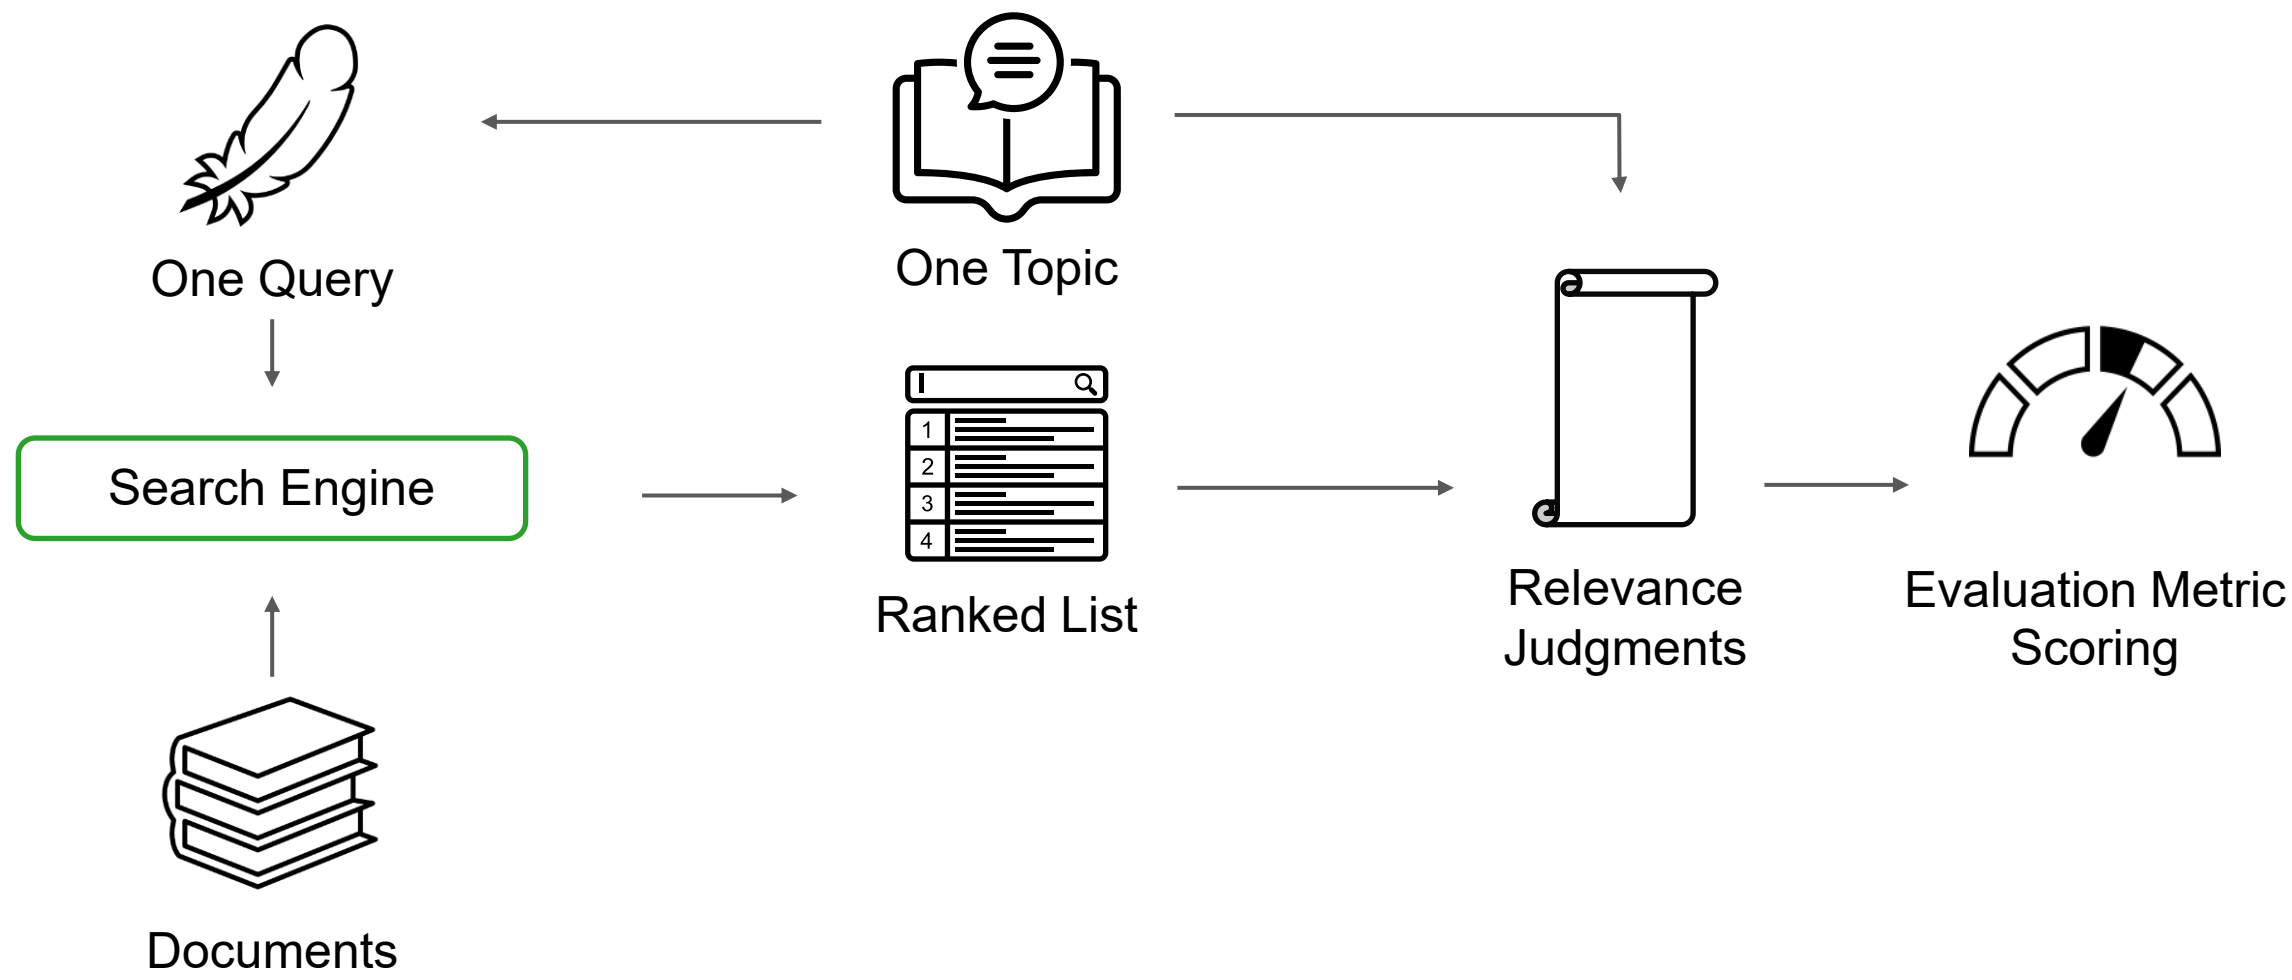 One Query
One Topic
Search Engine
1
2
3
4
Ranked List
Relevance
Judgments
Evaluation Metric
Scoring
Documents